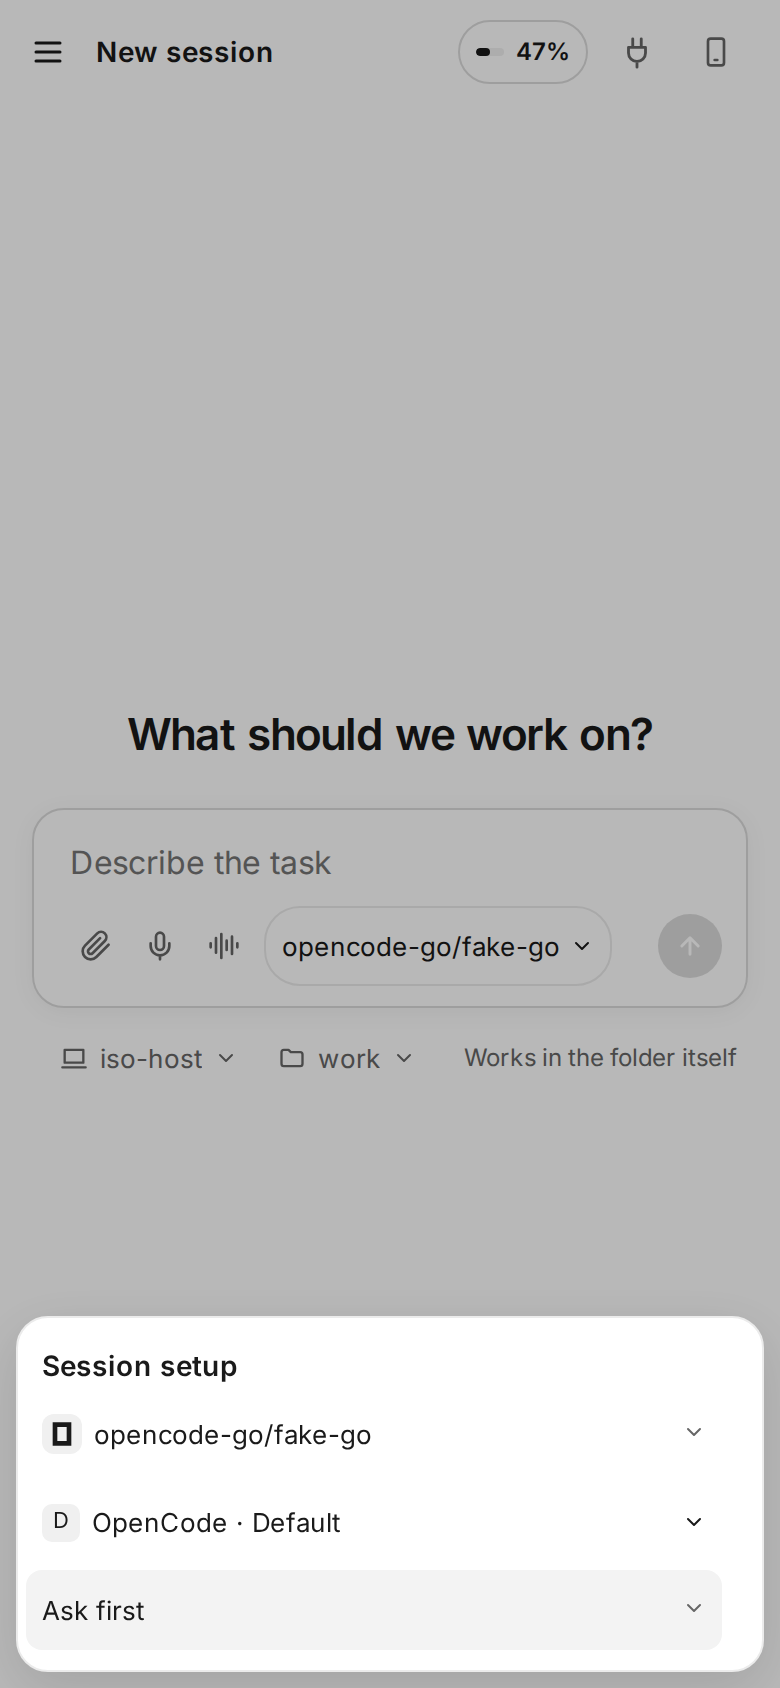 New session
47%
What should we work on?
Describe the task
opencode-go/fake-go
iso-host
work
Works in the folder itself
Session setup
opencode-go/fake-go
D
OpenCode · Default
Ask first